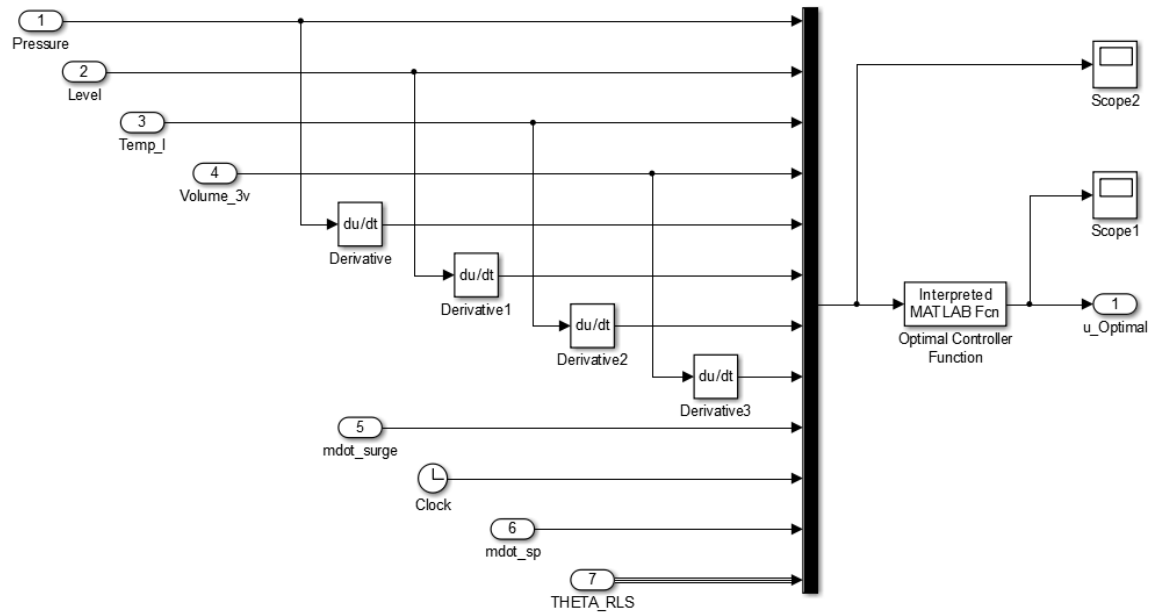 1
Pressure
2
Level
3
Temp_l
4
Volume_3v
du/dt
Derivative
du/dt
Derivative1
du/dt
Derivative2
du/dt
Derivative3
5
mdot_surge
Clock
6
mdot_sp
7
THETA_RLS
Scope2
Scope1
Interpreted
MATLAB Fcn
Optimal Controller
Function
1
u_Optimal